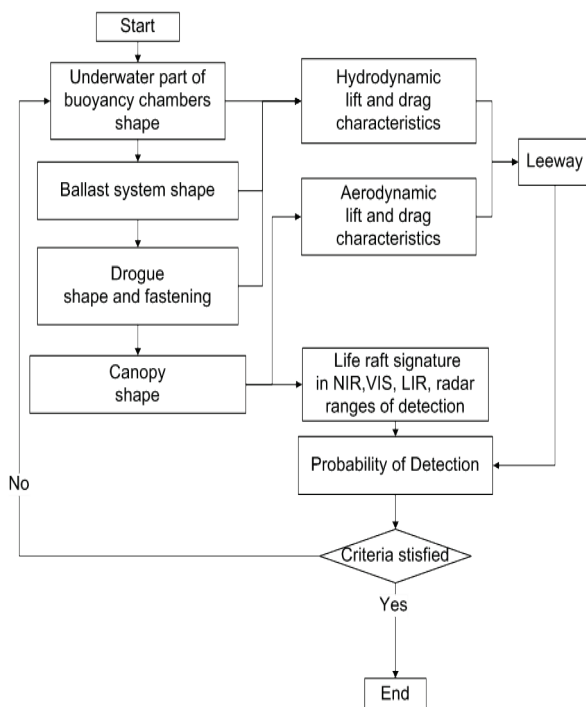 Start
Underwater part of
buoyancy chambers
shape
Ballast system shape
Drogue
shape and fastening
Canopy
shape
Hydrodynamic
lift and drag
characteristics
Aerodynamic
lift and drag
characteristics
Leeway
Life raft signature
in NIR,VIS, LIR, radar
ranges of detection
Probability of Detection
No
Criteria stisfied
Yes
End